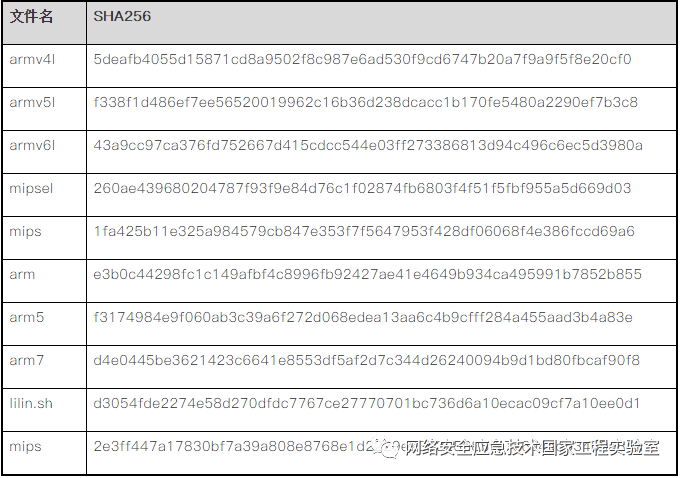 文件名 SHA256
armv4l 5deafb4055d15871cd8a9502f8c987e6ad530f9cd6747b20a7f9a9f5f8e20cf0
armv5l f338f1d486ef7ee56520019962c16b36d238dcacc1b170fe5480a2290ef7b3c8
armv6l 43a9cc97ca376fd752667d415cdcc544e03ff273386813d94c496c6ec5d3980a
mipsel 260ae439680204787f93f9e84d76c1f02874fb6803f4f51f5fbf955a5d669d03
mips 1fa425b11e325a984579cb847e353f7f5647953f428df06068f4e386fccd69a6
arm e3b0c44298fc1c149afbf4c8996fb92427ae41e4649b934ca495991b7852b855
arm5 f3174984e9f060ab3c39a6f272d068edea13aa6c4b9cfff284a455aad3b4a83e
arm7 d4e0445be3621423c6641e8553df5af2d7c344d26240094b9d1bd80fbcaf90f8
lilin.sh d3054fde2274e58d270dfdc7767ce27770701bc736d6a10ecac09cf7a10ee0d1
mips
网络安全应急技术国家工程实验室